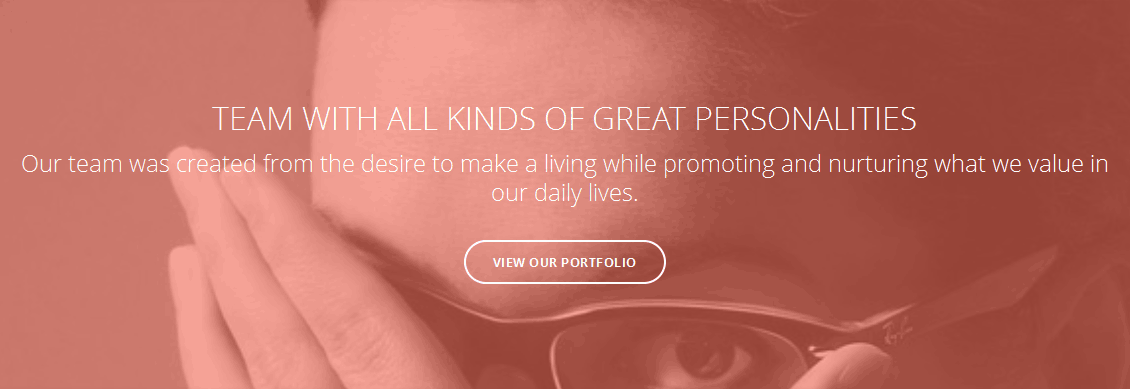 TEAM WITH ALL KINDS OF GREAT PERSONALITIES
Our team was created from the desire to make a living while promoting and nurturing what we value in
our daily lives.
VIEW OUR PORTFOLIO
Ray-Ban